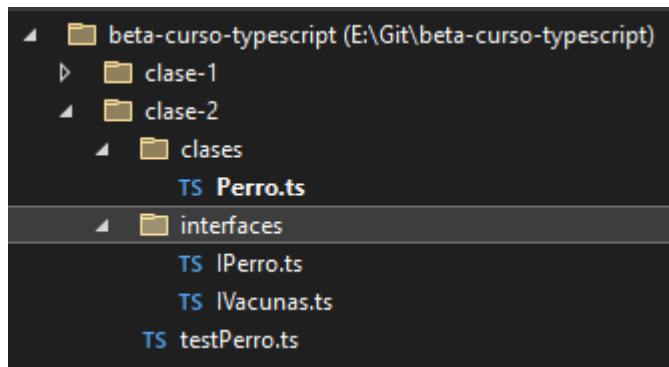 beta-curso-typescript (E:\Git\beta-curso-typescript)
clase-1
clase-2
clases
TS Perro.ts
interfaces
TS IPerro.ts
TS IVacunas.ts
TS testPerro.ts